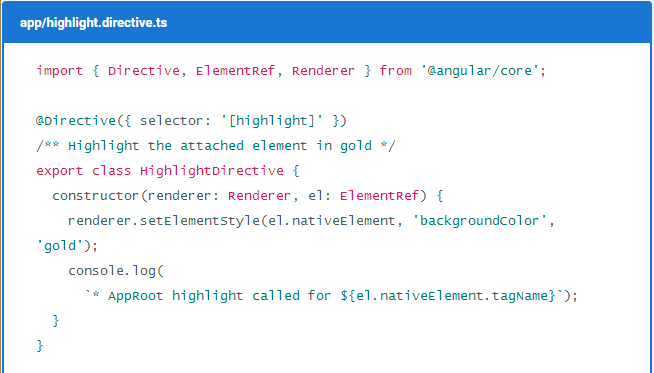 app/highlight.directive.ts
import { Directive, ElementRef, Renderer } from '@angular/core';
@Directive({ selector: '[highlight]' })
/** Highlight the attached element in gold */
export class HighlightDirective {
constructor(renderer: Renderer, el: ElementRef) {
renderer.setElementStyle(el.nativeElement, 'backgroundColor',
'gold');
console.log(
`* AppRoot highlight called for ${el.nativeElement.tagName}`);
}
}